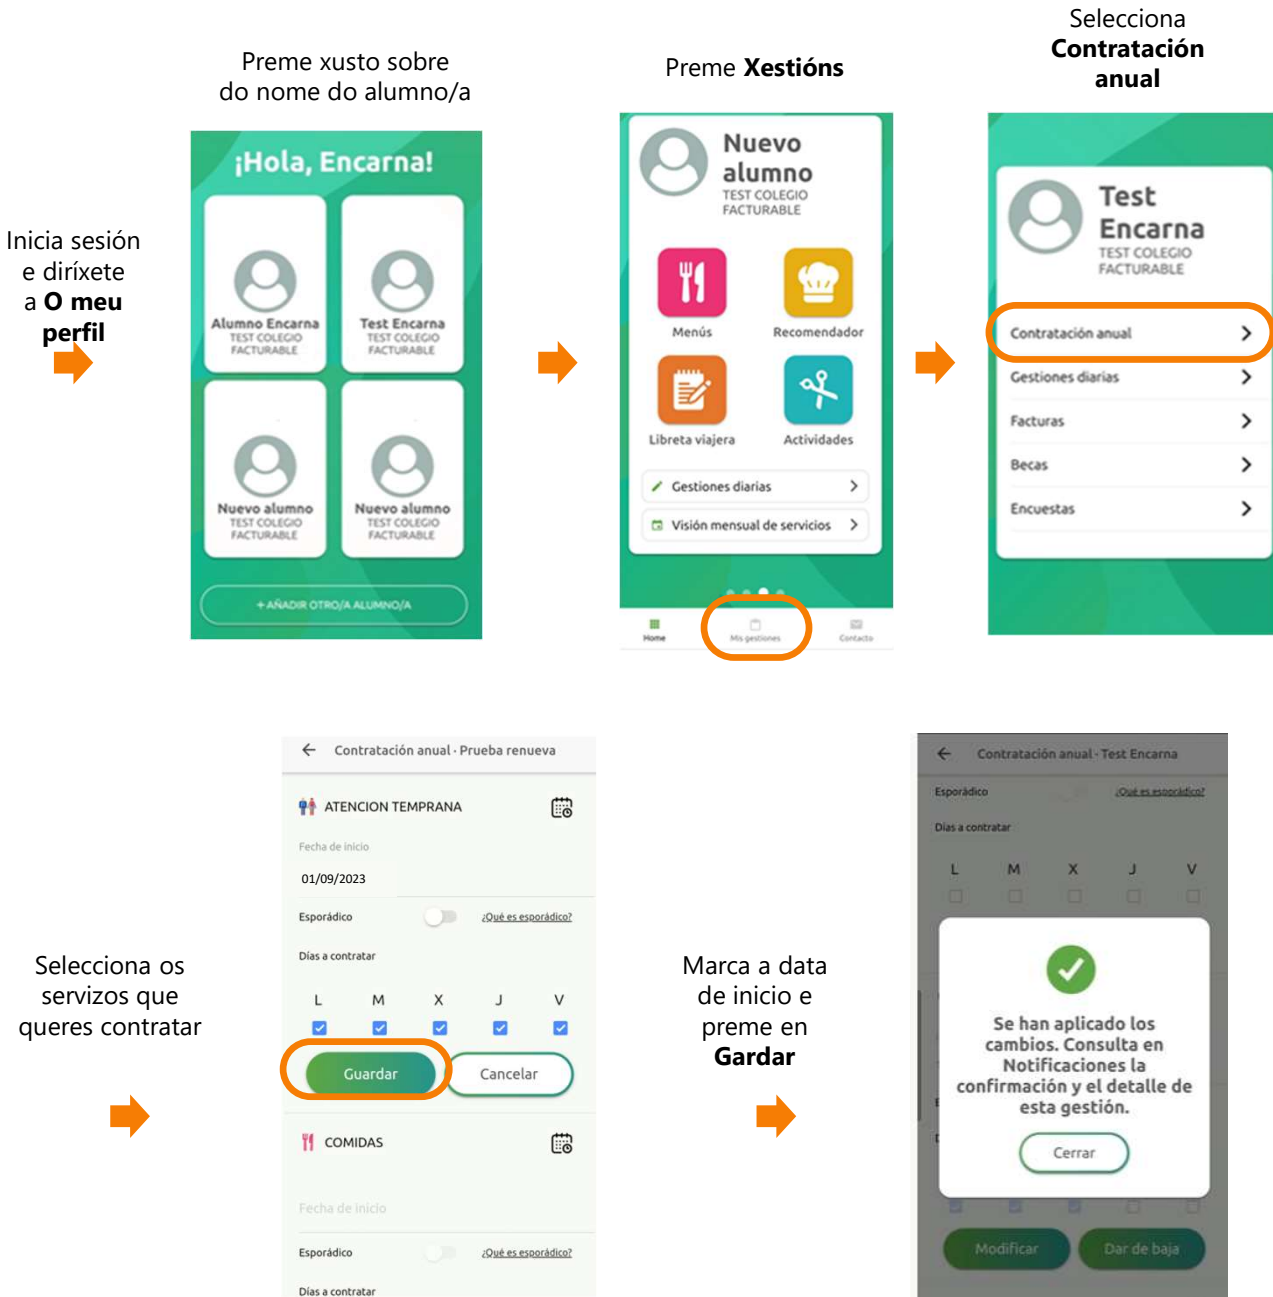 Inicia sesión
e diríxete
a O meu
perfil
Preme xusto sobre
do nome do alumno/a
¡Hola, Encarna!
Alumno Encarna
TEST COLEGIO
FACTURABLE
Test Encarna
TEST COLEGIO
FACTURABLE
Nuevo alumno
TEST COLEGIO
FACTURABLE
Nuevo alumno
TEST COLEGIO
FACTURABLE
+ AÑADIR OTRO/A ALUMNO/A
Preme Xestións
Nuevo
alumno
TEST COLEGIO
FACTURABLE
Menús
Recomendador
Libreta viajera
Actividades
Gestiones diarias
Visión mensual de servicios
Home
Mis gestiones
Contacto
Selecciona
Contratación
anual
Test
Encarna
TEST COLEGIO
FACTURABLE
Contratación anual
Gestiones diarias
Facturas
Becas
Encuestas
Selecciona os
servizos que
queres contratar
Contratación anual · Prueba renueva
ATENCION TEMPRANA
Fecha de inicio
01/09/2023
Esporádico ¿Qué es esporádico?
Días a contratar
L M X J V
Guardar Cancelar
COMIDAS
Fecha de inicio
Esporádico ¿Qué es esporádico?
Días a contratar
Marca a data
de inicio e
preme en
Gardar
Contratación anual · Test Encarna
Esporádico ¿Qué es esporádico?
Días a contratar
L M X J V
Se han aplicado los
cambios. Consulta en
Notificaciones la
confirmación y el detalle de
esta gestión.
Cerrar
Modificar Dar de baja